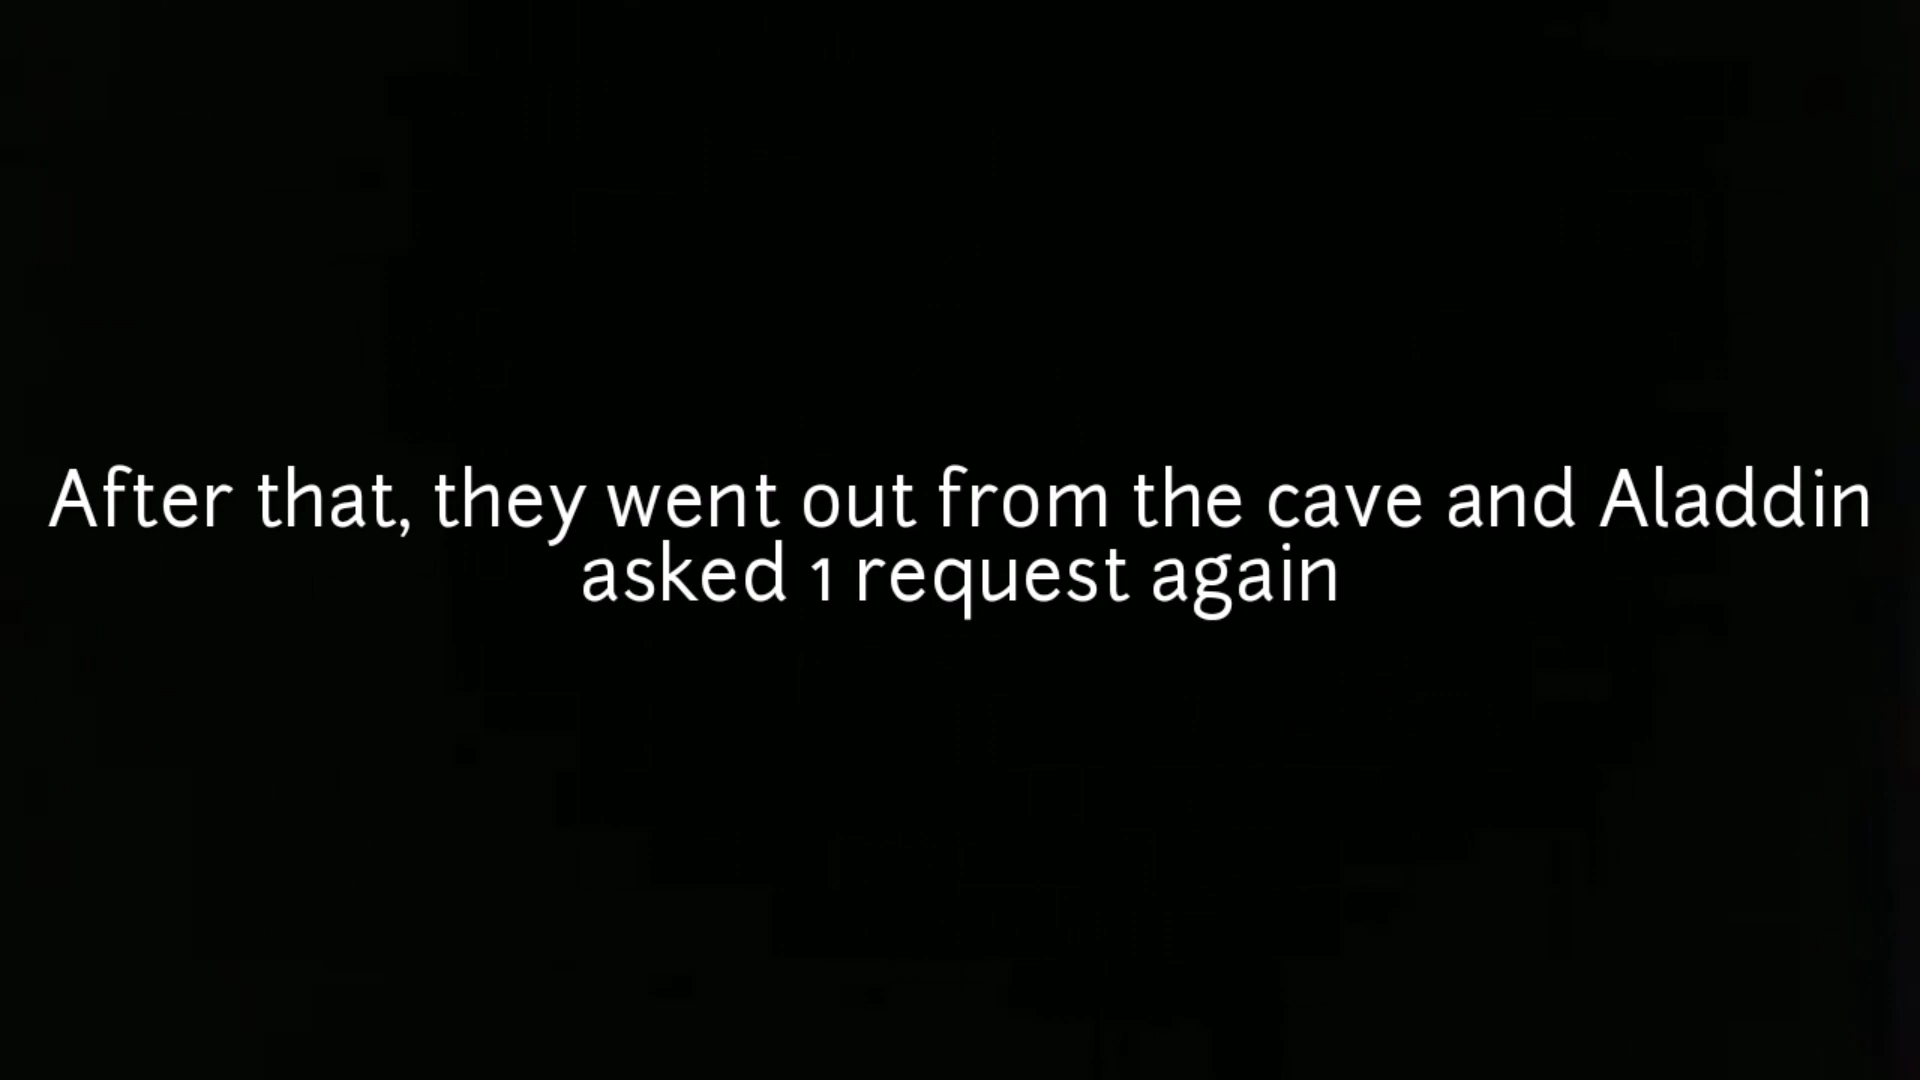 After that, they went out from the cave and Aladdin
asked 1 request again